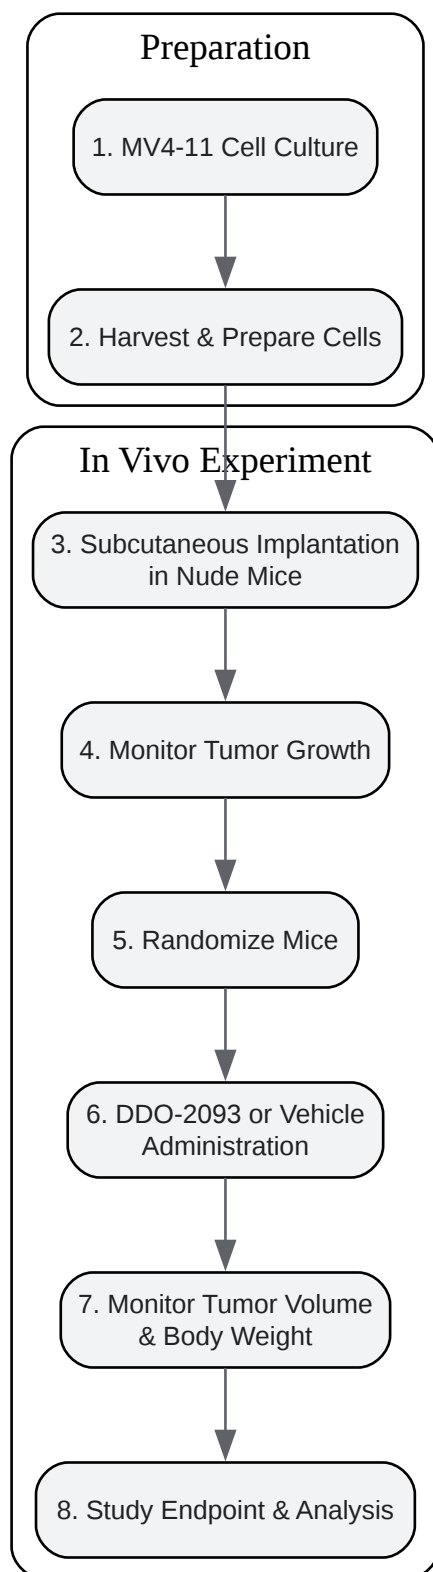 Preparation
1. MV4-11 Cell Culture
2. Harvest & Prepare Cells
In Vivo Experiment
3. Subcutaneous Implantation
in Nude Mice
4. Monitor Tumor Growth
5. Randomize Mice
6. DDO-2093 or Vehicle
Administration
7. Monitor Tumor Volume
& Body Weight
8. Study Endpoint & Analysis